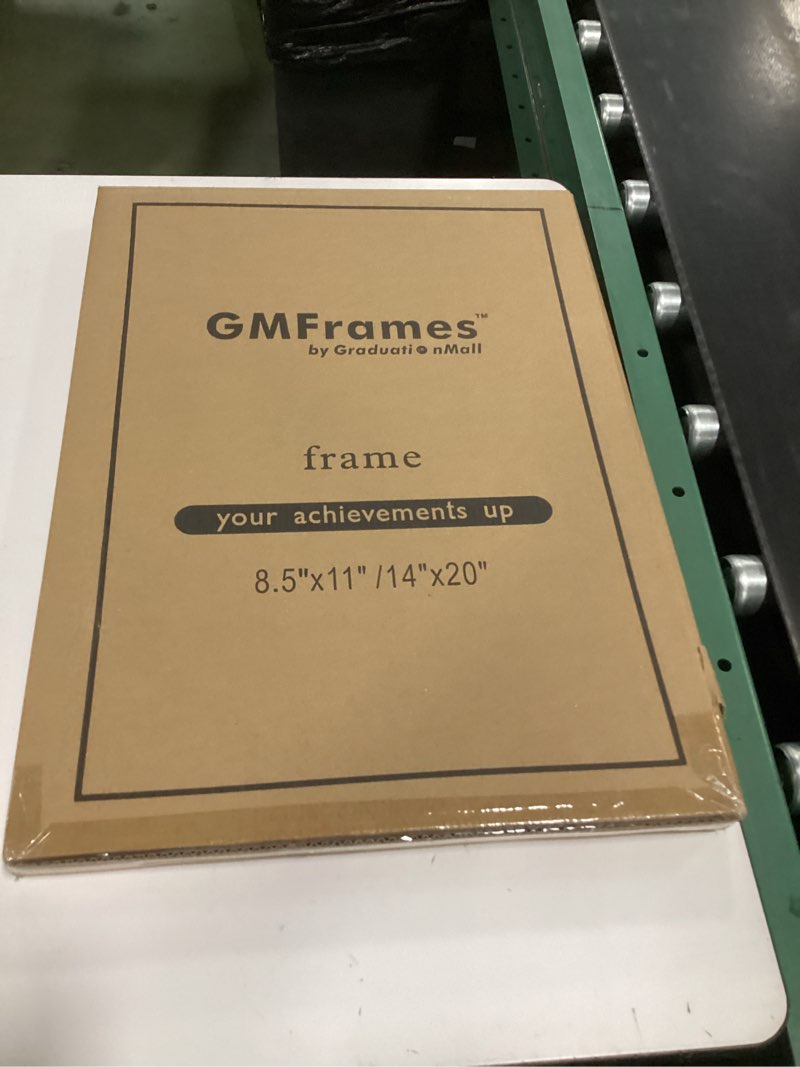 GMFrames™
by GraduationMall
frame
your achievements up
8.5"x11" /14"x20"